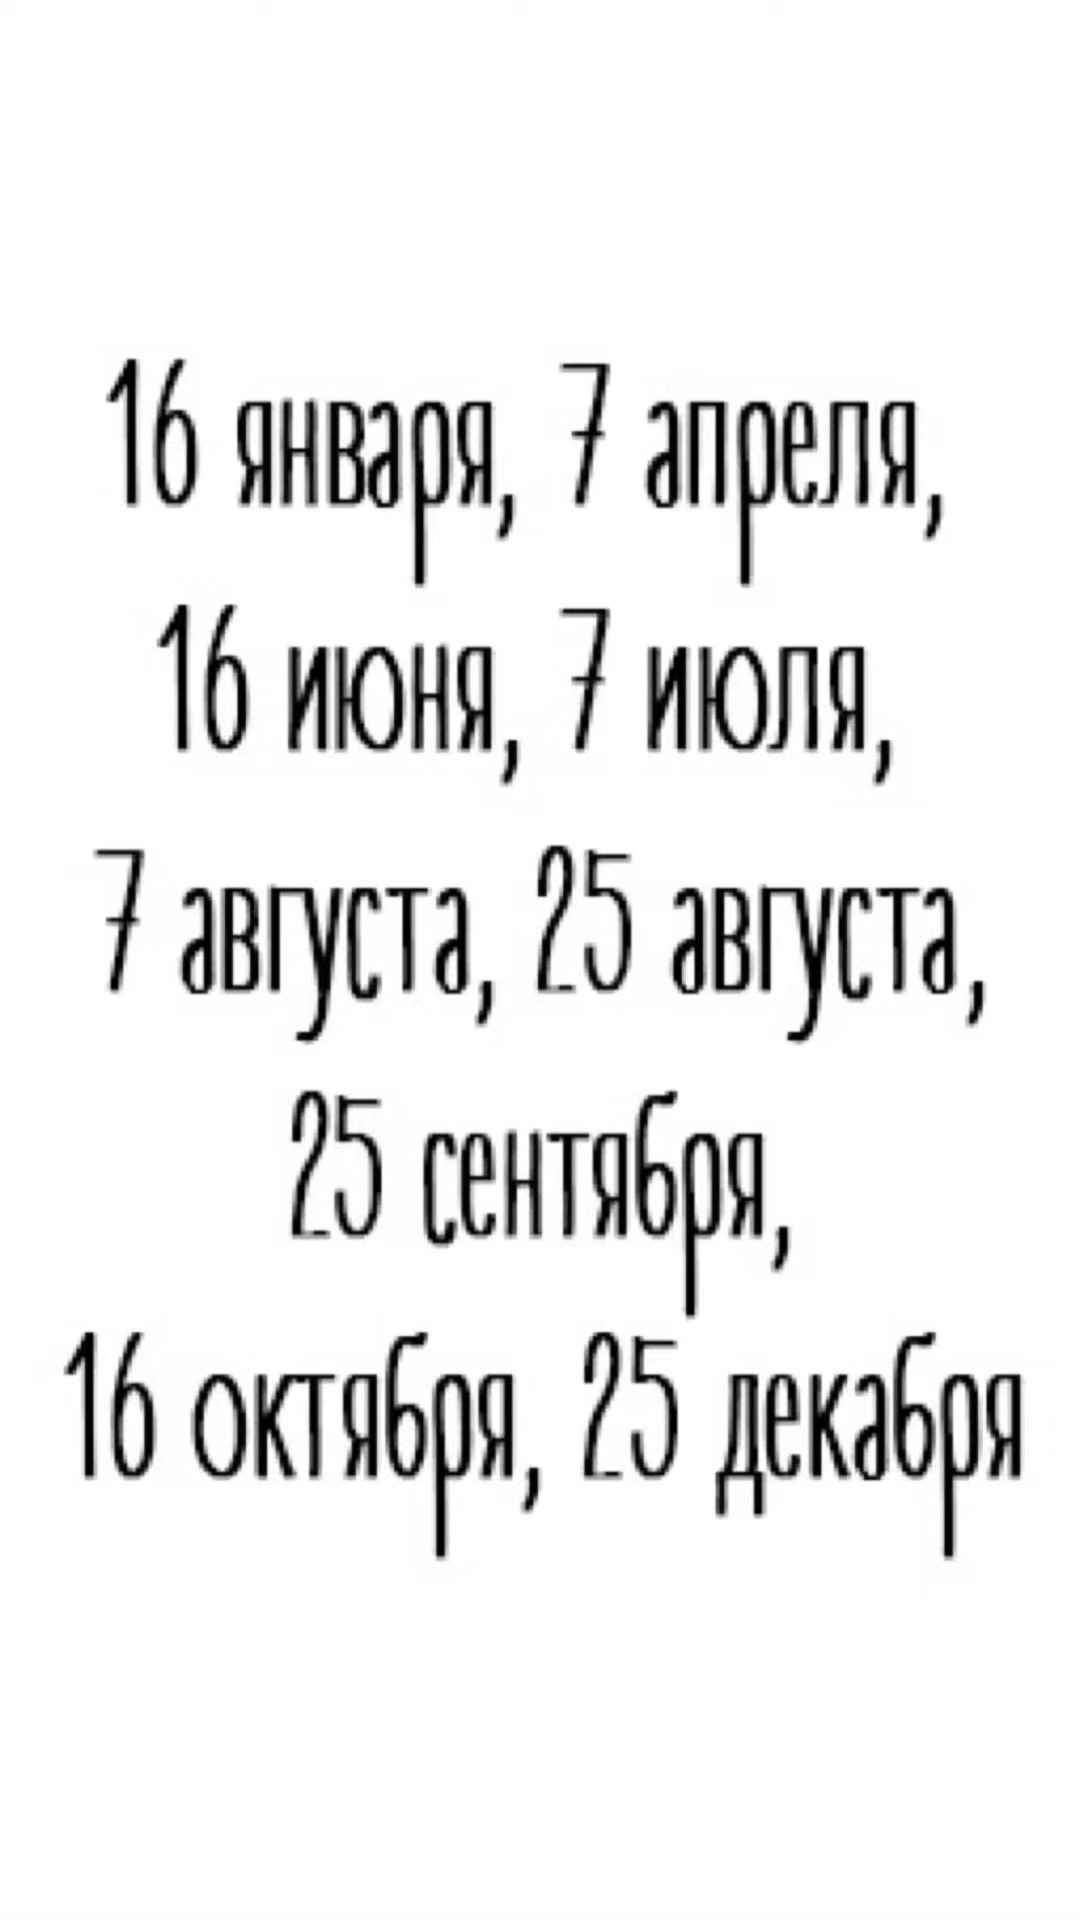 16 января, 7 апреля,
16 июня, 7 июля,
7 августа, 25 августа,
25 сентября,
16 октября, 25 декабря